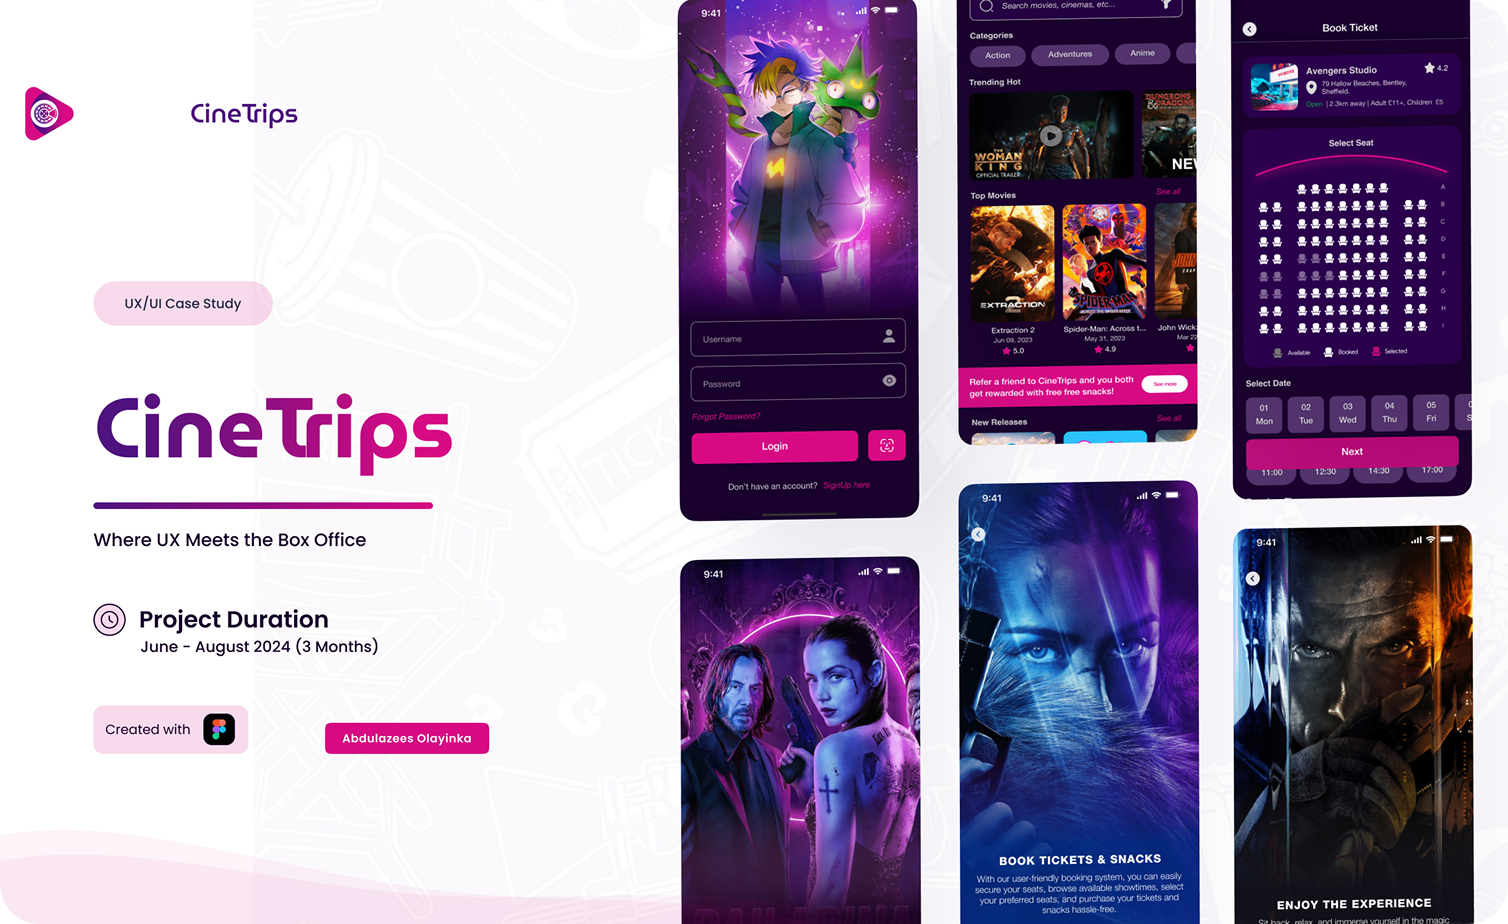 CineTrips
UX/UI Case Study
CineTrips
Where UX Meets the Box Office
Project Duration
June - August 2024 (3 Months)
Created with
Abdulazees Olayinka
9:41
Username
Password
Forgot Password?
Login
Don't have an account? SignUp here
9:41
Search movies, cinemas, etc...
Categories
Action
Adventures
Anime
Trending Hot
THE
WOMAN
KING
OFFICIAL TRAILER
DUNGEONS
& DRAGONS
NEW
Top Movies
See all
EXTRACTION
2
SPIDER-MAN
ACROSS THE SPIDER-VERSE
JOHN
Extraction 2
Jun 09, 2023
5.0
Spider-Man: Across t...
May 31, 2023
4.9
John Wick:
Mar 22
Refer a friend to CineTrips and you both
get rewarded with free free snacks!
See more
New Releases
See all
9:41
BOOK TICKETS & SNACKS
With our user-friendly booking system, you can easily
secure your seats, browse available showtimes, select
your preferred seats, and purchase your tickets and
snacks hassle-free.
Book Ticket
Avengers Studio
4.2
79 Hallow Beaches, Bentley,
Sheffield.
Open | 2.3km away | Adult £11+, Children £5
Select Seat
A
B
C
D
E
F
G
H
I
Available
Booked
Selected
Select Date
01
Mon
02
Tue
03
Wed
04
Thu
05
Fri
Next
11:00
12:30
14:30
17:00
9:41
ENJOY THE EXPERIENCE
Sit back, relax, and immerse yourself in the magic